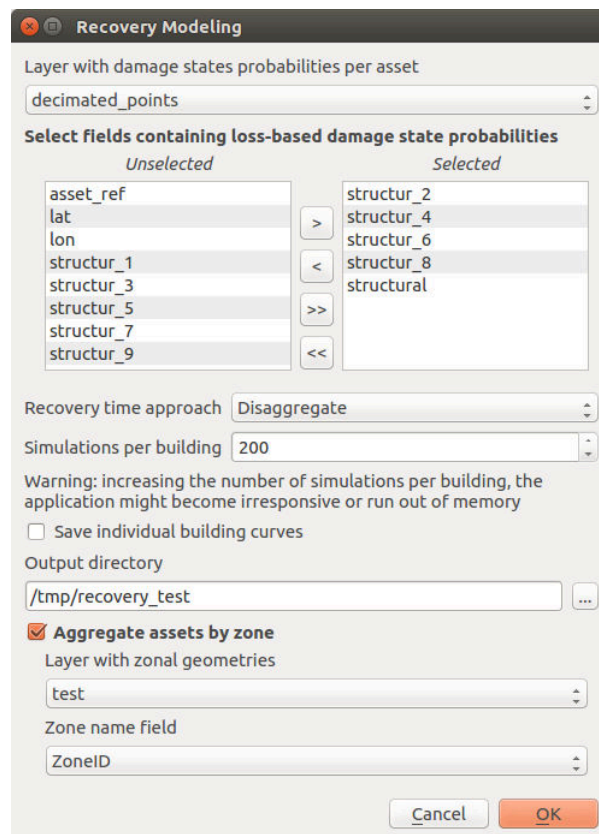 Recovery Modeling
Layer with damage states probabilities per asset
decimated_points
Select fields containing loss-based damage state probabilities
Unselected Selected
asset_ref structur_2
lat > structur_4
lon structur_6
structur_1 < structur_8
structur_3 structural
structur_5 >>
structur_7
structur_9 <<
Recovery time approach Disaggregate
Simulations per building 200
Warning: increasing the number of simulations per building, the
application might become irresponsive or run out of memory
Save individual building curves
Output directory
/tmp/recovery_test ...
Aggregate assets by zone
Layer with zonal geometries
test
Zone name field
ZoneID
Cancel OK